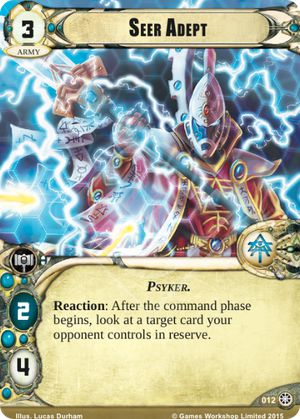 3
SEER ADEPT
ARMY
PSYKER.
Reaction: After the command phase
begins, look at a target card your
opponent controls in reserve.
2
4
012
Illus. Lucas Durham
© Games Workshop Limited 2015